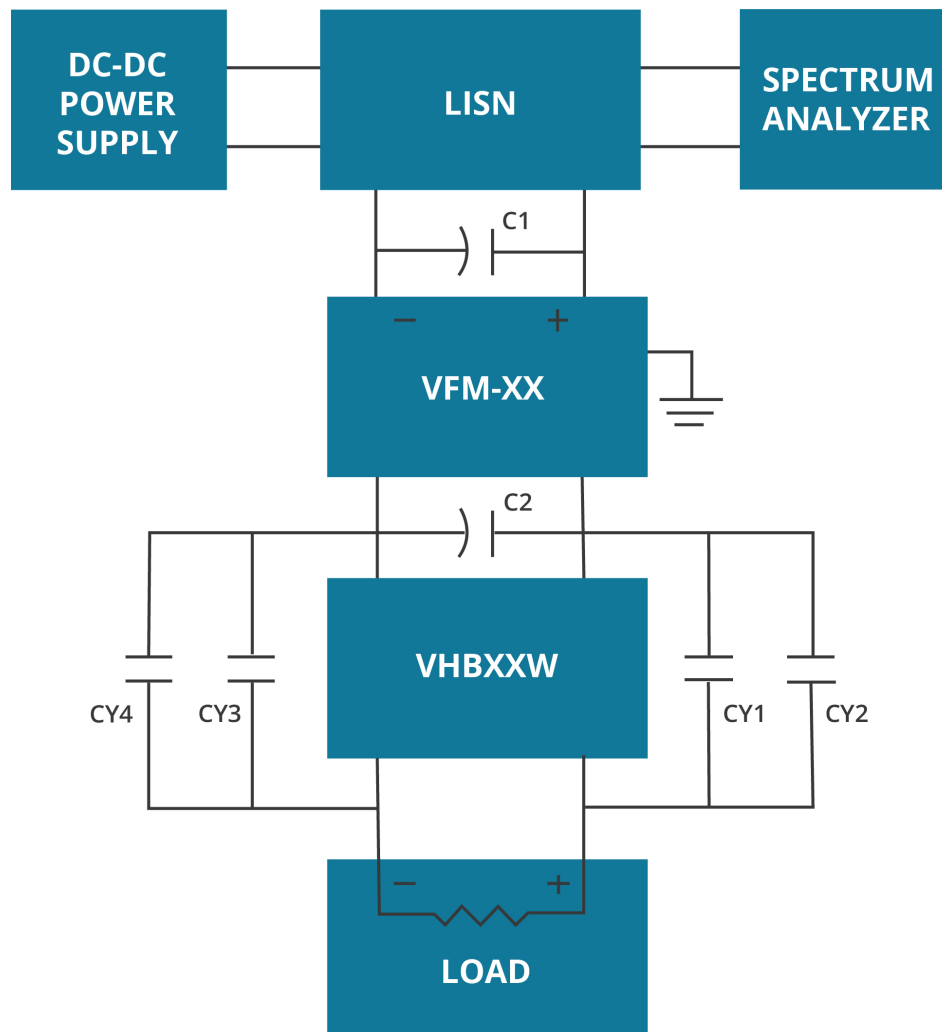 DC-DC
POWER
SUPPLY
LISN
SPECTRUM
ANALYZER
C1
− +
VFM-XX
C2
VHBXXW
CY4
CY3
CY1
CY2
− +
LOAD